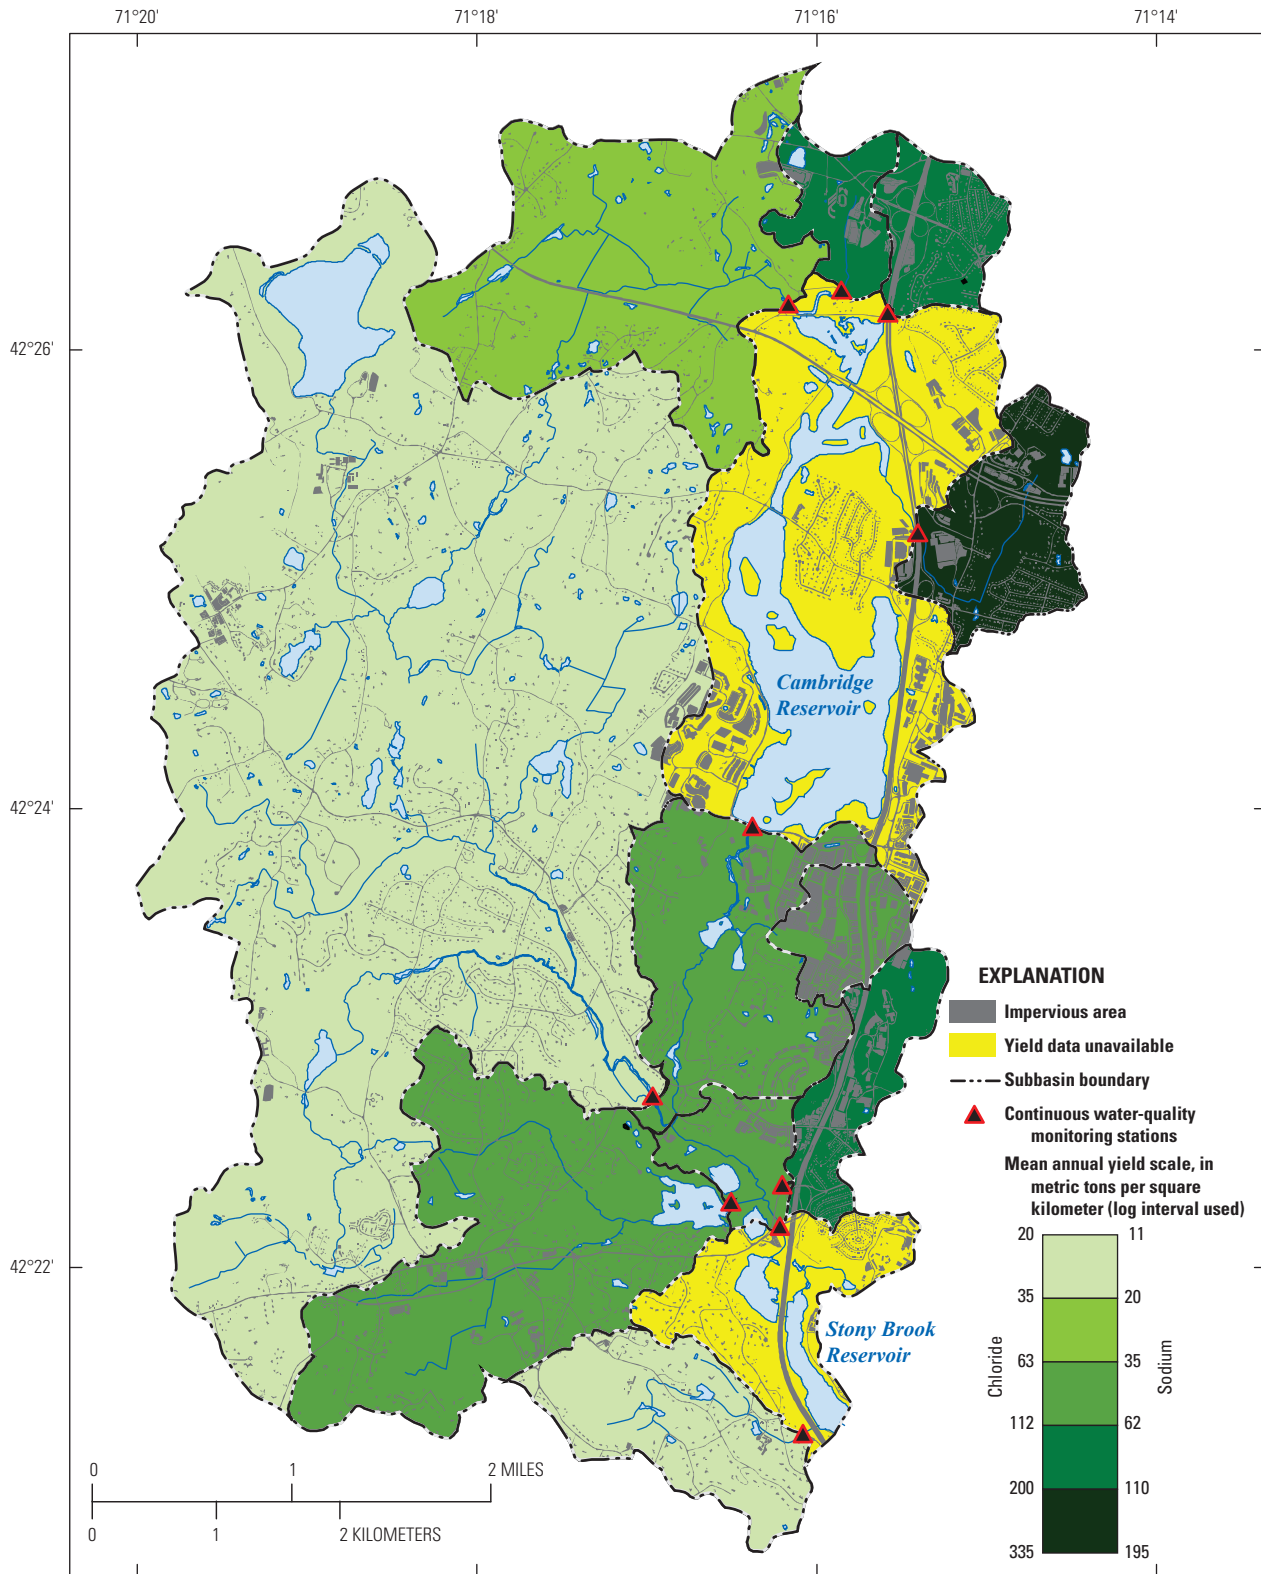 71°20'
71°18'
71°16'
71°14'
42°26'
42°24'
42°22'
Cambridge
Reservoir
Stony Brook
Reservoir
EXPLANATION
Impervious area
Yield data unavailable
Subbasin boundary
Continuous water-quality
monitoring stations
Mean annual yield scale, in
metric tons per square
kilometer (log interval used)
20 11
35 20
63 35
112 62
200 110
335 195
Chloride
Sodium
0 1 2 MILES
0 1 2 KILOMETERS